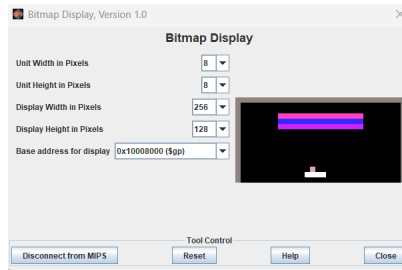 Bitmap Display, Version 1.0
Bitmap Display
Unit Width in Pixels 8
Unit Height in Pixels 8
Display Width in Pixels 256
Display Height in Pixels 128
Base address for display 0x10008000 ($gp)
Tool Control
Disconnect from MIPS Reset Help Close